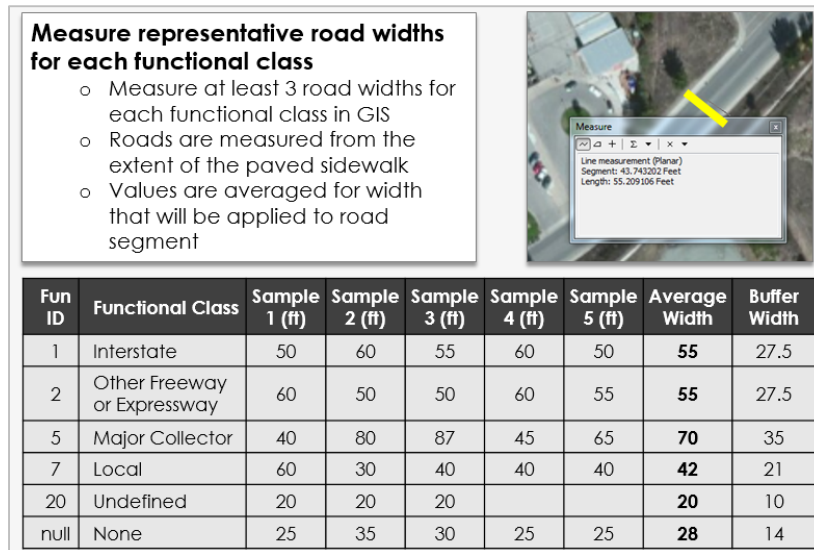 Measure representative road widths
for each functional class
o Measure at least 3 road widths for
each functional class in GIS
o Roads are measured from the
extent of the paved sidewalk
o Values are averaged for width
that will be applied to road
segment
Measure
Line measurement (Planar)
Segment: 43.743202 Feet
Length: 55.209106 Feet
Fun ID Functional Class Sample 1 (ft) Sample 2 (ft) Sample 3 (ft) Sample 4 (ft) Sample 5 (ft) Average Width Buffer Width
1 Interstate 50 60 55 60 50 55 27.5
2 Other Freeway or Expressway 60 50 50 60 55 55 27.5
5 Major Collector 40 80 87 45 65 70 35
7 Local 60 30 40 40 40 42 21
20 Undefined 20 20 20 20 10
null None 25 35 30 25 25 28 14